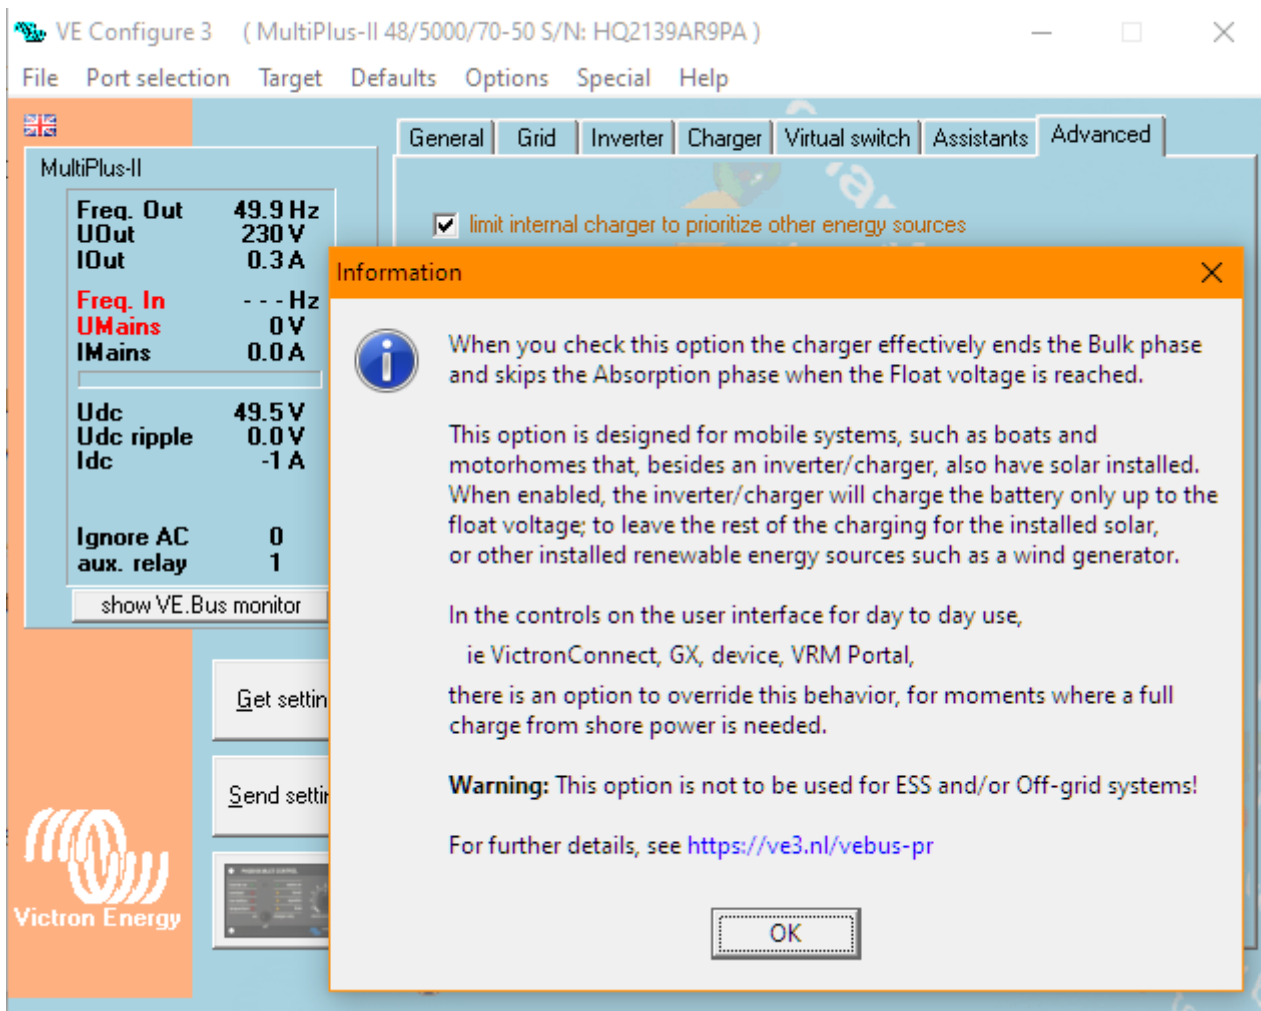 VE Configure 3 ( MultiPlus-II 48/5000/70-50 S/N: HQ2139AR9PA )
File Port selection Target Defaults Options Special Help
General Grid Inverter Charger Virtual switch Assistants Advanced
MultiPlus-II
Freq. Out 49.9 Hz
UOut 230 V
IOut 0.3 A
Freq. In - - - Hz
UMains 0 V
IMains 0.0 A
Udc 49.5 V
Udc ripple 0.0 V
Idc -1 A
Ignore AC 0
aux. relay 1
show VE.Bus monitor
Get settin
Send settin
Victron Energy
limit internal charger to prioritize other energy sources
Information
When you check this option the charger effectively ends the Bulk phase
and skips the Absorption phase when the Float voltage is reached.
This option is designed for mobile systems, such as boats and
motorhomes that, besides an inverter/charger, also have solar installed.
When enabled, the inverter/charger will charge the battery only up to the
float voltage; to leave the rest of the charging for the installed solar,
or other installed renewable energy sources such as a wind generator.
In the controls on the user interface for day to day use,
ie VictronConnect, GX, device, VRM Portal,
there is an option to override this behavior, for moments where a full
charge from shore power is needed.
Warning: This option is not to be used for ESS and/or Off-grid systems!
For further details, see https://ve3.nl/vebus-pr
OK